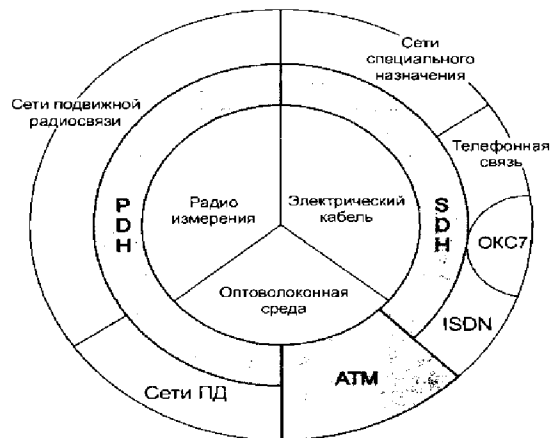 Сети
специального
назначения
Сети подвижной
радиосвязи
Телефонная
связь
P
D
H
Радио
измерения
Электрический
кабель
S
D
H
ОКС7
Оптоволоконная
среда
ISDN
Сети ПД
ATM